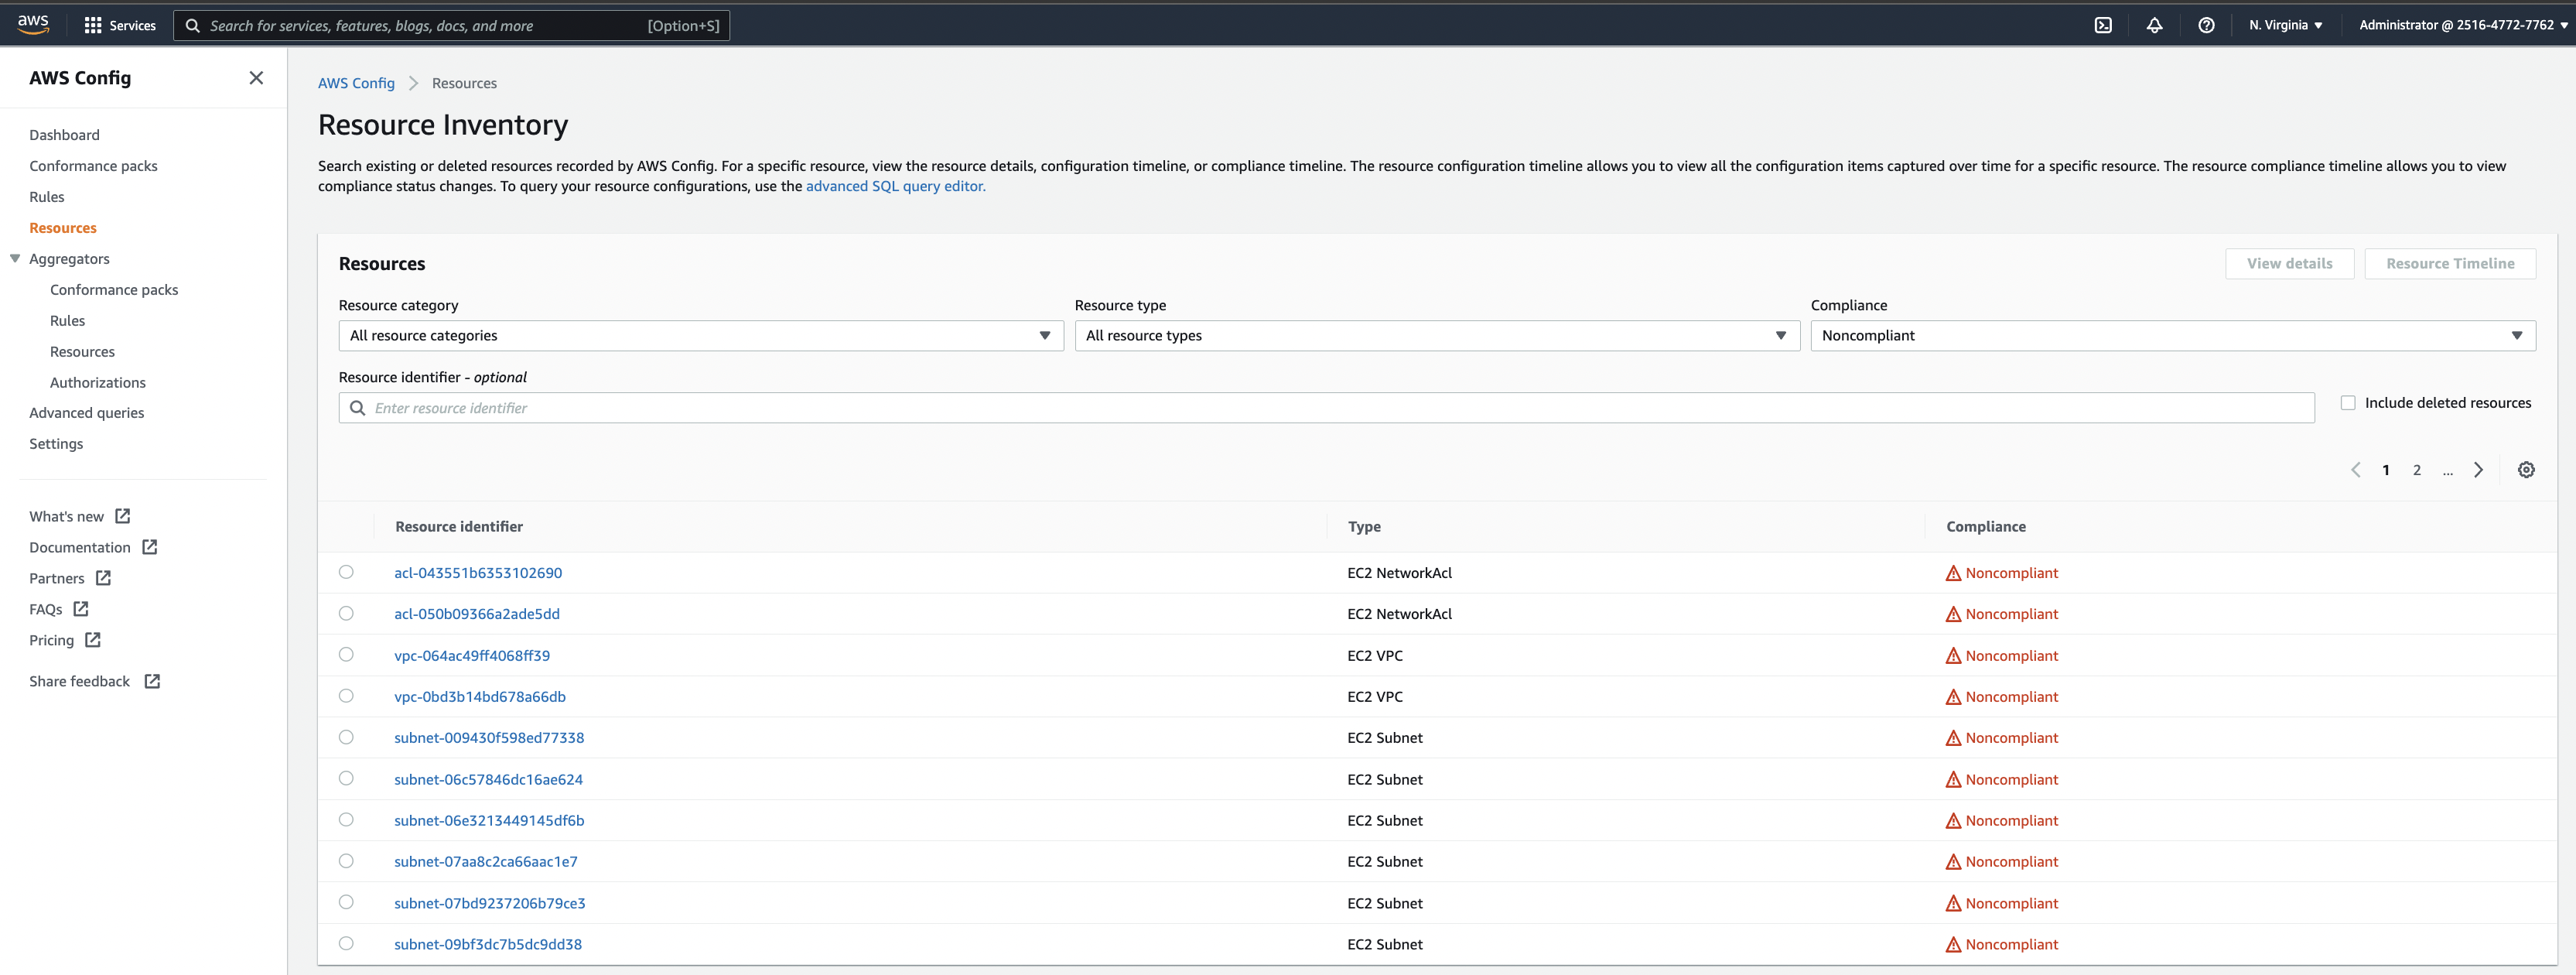 aws Services Search for services, features, blogs, docs, and more [Option+S] N. Virginia Administrator @ 2516-4772-7762
AWS Config
Dashboard
Conformance packs
Rules
Resources
Aggregators
Conformance packs
Rules
Resources
Authorizations
Advanced queries
Settings
What's new
Documentation
Partners
FAQs
Pricing
Share feedback
AWS Config Resources
Resource Inventory
Search existing or deleted resources recorded by AWS Config. For a specific resource, view the resource details, configuration timeline, or compliance timeline. The resource configuration timeline allows you to view all the configuration items captured over time for a specific resource. The resource compliance timeline allows you to view
compliance status changes. To query your resource configurations, use the advanced SQL query editor.
Resources View details Resource Timeline
Resource category Resource type Compliance
All resource categories All resource types Noncompliant
Resource identifier - optional
Enter resource identifier Include deleted resources
1 2 ...
Resource identifier Type Compliance
acl-043551b6353102690 EC2 NetworkAcl Noncompliant
acl-050b09366a2ade5dd EC2 NetworkAcl Noncompliant
vpc-064ac49ff4068ff39 EC2 VPC Noncompliant
vpc-0bd3b14bd678a66db EC2 VPC Noncompliant
subnet-009430f598ed77338 EC2 Subnet Noncompliant
subnet-06c57846dc16ae624 EC2 Subnet Noncompliant
subnet-06e3213449145df6b EC2 Subnet Noncompliant
subnet-07aa8c2ca66aac1e7 EC2 Subnet Noncompliant
subnet-07bd9237206b79ce3 EC2 Subnet Noncompliant
subnet-09bf3dc7b5dc9dd38 EC2 Subnet Noncompliant